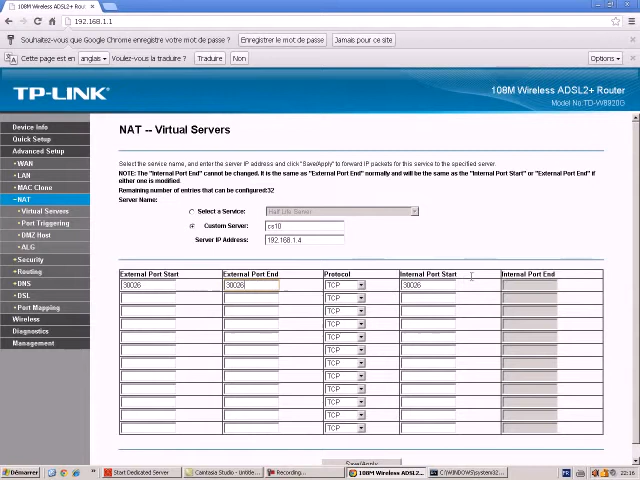 108M Wireless ADSL2+ Rou
192.168.1.1
Souhaitez-vous que Google Chrome enregistre votre mot de passe ?
Enregistrer le mot de passe
Jamais pour ce site
Cette page est en
anglais
Voulez-vous la traduire ?
Traduire
Non
Options
TP-LINK
108M Wireless ADSL2+ Router
Model No:TD-W8920G
Device Info
Quick Setup
Advanced Setup
WAN
LAN
MAC Clone
NAT
Virtual Servers
Port Triggering
DMZ Host
ALG
Security
Routing
DNS
DSL
Port Mapping
Wireless
Diagnostics
Management
NAT -- Virtual Servers
Select the service name, and enter the server IP address and click "Save/Apply" to forward IP packets for this service to the specified server.
NOTE: The "Internal Port End" cannot be changed. It is the same as "External Port End" normally and will be the same as the "Internal Port Start" or "External Port End" if
either one is modified.
Remaining number of entries that can be configured:32
Server Name:
Select a Service:
Half Life Server
Custom Server:
cs10
Server IP Address:
192.168.1.4
External Port Start External Port End Protocol Internal Port Start Internal Port End
30026 30026 TCP 30026
TCP
TCP
TCP
TCP
TCP
TCP
TCP
TCP
TCP
TCP
TCP
Save/Apply
Démarrer
Start Dedicated Server
Camtasia Studio - Untitle...
Recording...
108M Wireless ADSL2...
C:\WINDOWS\system32...
FR
22:16